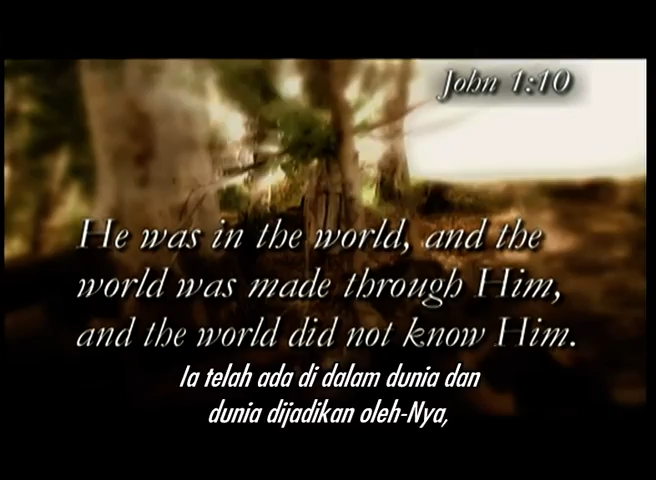 John 1:10
He was in the world, and the
world was made through Him,
and the world did not know Him.
Ia telah ada di dalam dunia dan
dunia dijadikan oleh-Nya,